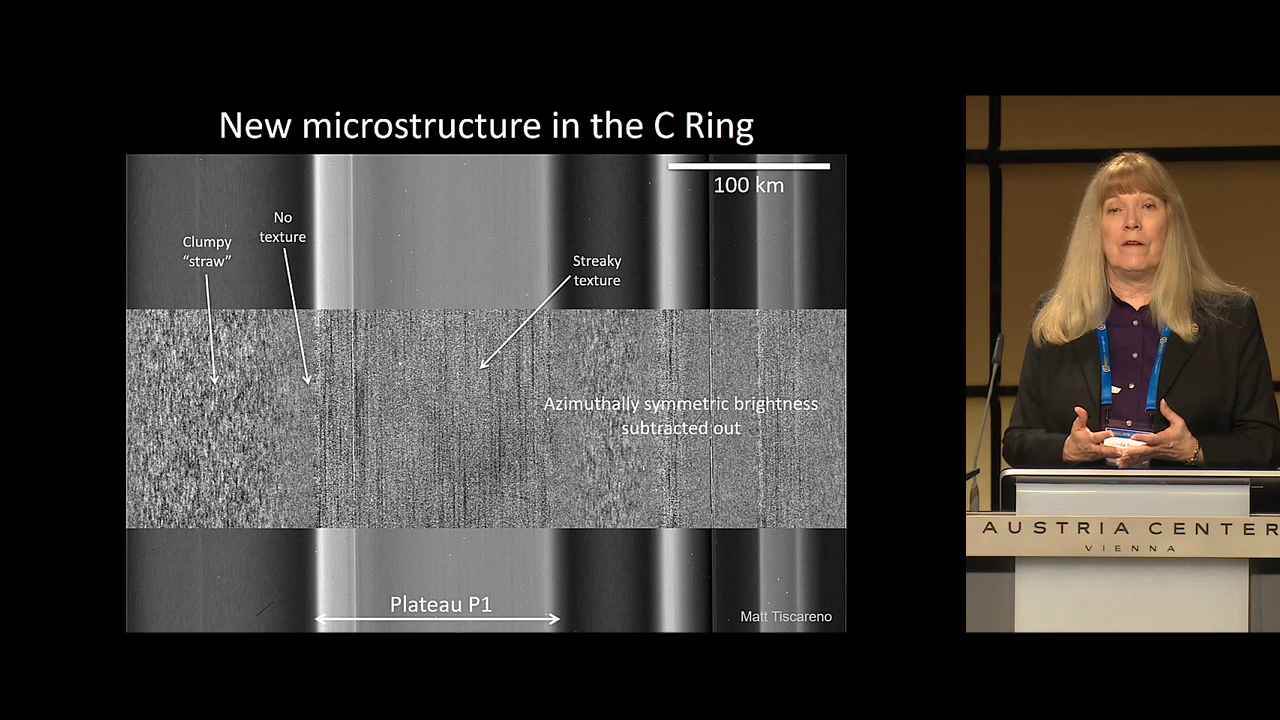 New microstructure in the C Ring
100 km
No
texture
Clumpy
“straw”
Streaky
texture
Azimuthally symmetric brightness
subtracted out
Plateau P1
Matt Tiscareno
AUSTRIA CENTER
VIENNA